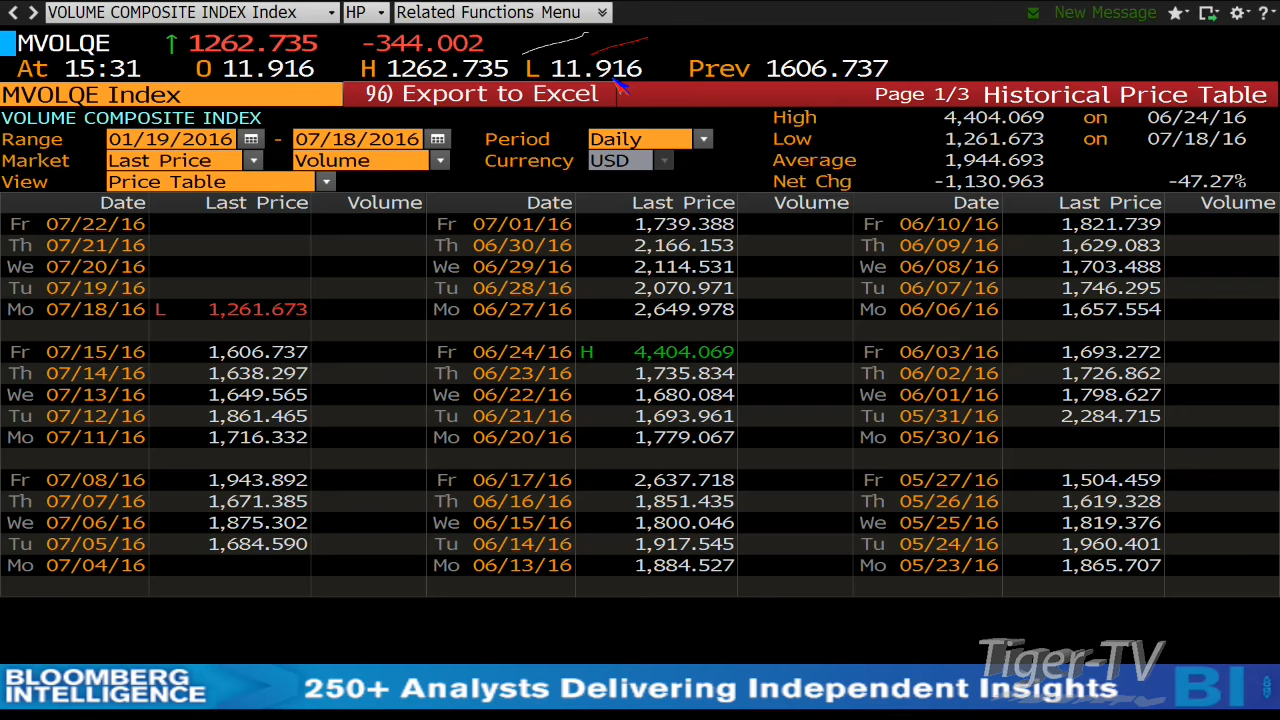 VOLUME COMPOSITE INDEX Index HP Related Functions Menu New Message
MVOLQE ↑ 1262.735 -344.002
At 15:31 O 11.916 H 1262.735 L 11.916 Prev 1606.737
MVOLQE Index 96) Export to Excel Page 1/3 Historical Price Table
VOLUME COMPOSITE INDEX High 4,404.069 on 06/24/16
Range 01/19/2016 - 07/18/2016 Period Daily Low 1,261.673 on 07/18/16
Market Last Price Volume Currency USD Average 1,944.693
View Price Table Net Chg -1,130.963 -47.27%
Date Last Price Volume Date Last Price Volume Date Last Price Volume
Fr 07/22/16 Fr 07/01/16 1,739.388 Fr 06/10/16 1,821.739
Th 07/21/16 Th 06/30/16 2,166.153 Th 06/09/16 1,629.083
We 07/20/16 We 06/29/16 2,114.531 We 06/08/16 1,703.488
Tu 07/19/16 Tu 06/28/16 2,070.971 Tu 06/07/16 1,746.295
Mo 07/18/16 L 1,261.673 Mo 06/27/16 2,649.978 Mo 06/06/16 1,657.554
Fr 07/15/16 1,606.737 Fr 06/24/16 H 4,404.069 Fr 06/03/16 1,693.272
Th 07/14/16 1,638.297 Th 06/23/16 1,735.834 Th 06/02/16 1,726.862
We 07/13/16 1,649.565 We 06/22/16 1,680.084 We 06/01/16 1,798.627
Tu 07/12/16 1,861.465 Tu 06/21/16 1,693.961 Tu 05/31/16 2,284.715
Mo 07/11/16 1,716.332 Mo 06/20/16 1,779.067 Mo 05/30/16
Fr 07/08/16 1,943.892 Fr 06/17/16 2,637.718 Fr 05/27/16 1,504.459
Th 07/07/16 1,671.385 Th 06/16/16 1,851.435 Th 05/26/16 1,619.328
We 07/06/16 1,875.302 We 06/15/16 1,800.046 We 05/25/16 1,819.376
Tu 07/05/16 1,684.590 Tu 06/14/16 1,917.545 Tu 05/24/16 1,960.401
Mo 07/04/16 Mo 06/13/16 1,884.527 Mo 05/23/16 1,865.707
Tiger-TV
BLOOMBERG
INTELLIGENCE
250+ Analysts Delivering Independent Insights
BI